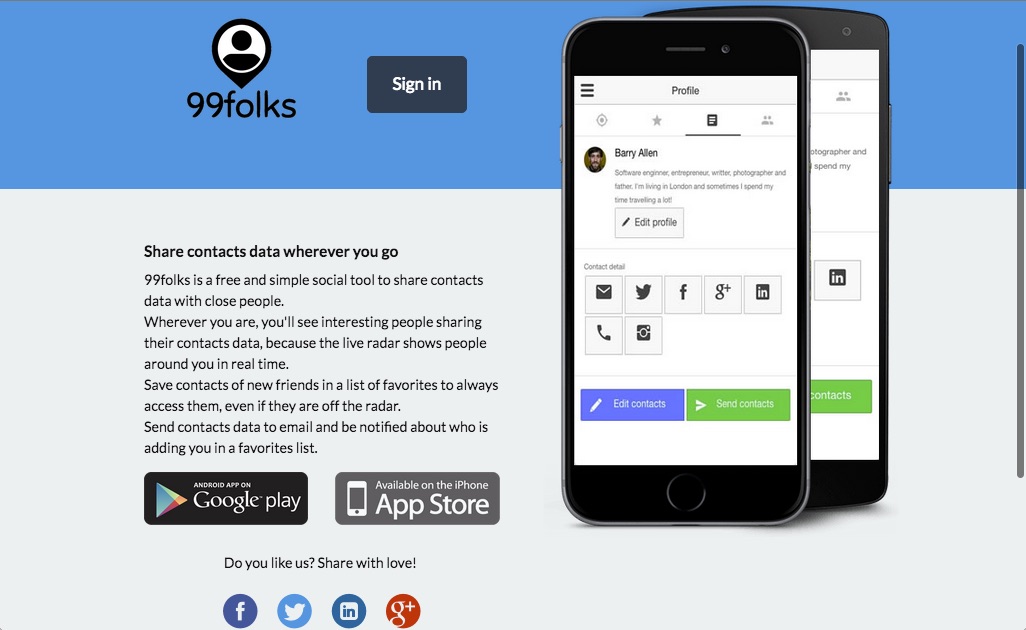 99folks
Sign in
Share contacts data wherever you go
99folks is a free and simple social tool to share contacts
data with close people.
Wherever you are, you'll see interesting people sharing
their contacts data, because the live radar shows people
around you in real time.
Save contacts of new friends in a list of favorites to always
access them, even if they are off the radar.
Send contacts data to email and be notified about who is
adding you in a favorites list.
ANDROID APP ON
Google play
Available on the iPhone
App Store
Do you like us? Share with love!
f
in
g+
Profile
Barry Allen
Software enginner, entrepreneur, writter, photographer and
father. I'm living in London and sometimes I spend my
time travelling a lot!
Edit profile
Contact detail
f
g+
in
Edit contacts
Send contacts
otographer and
I spend my
in
contacts